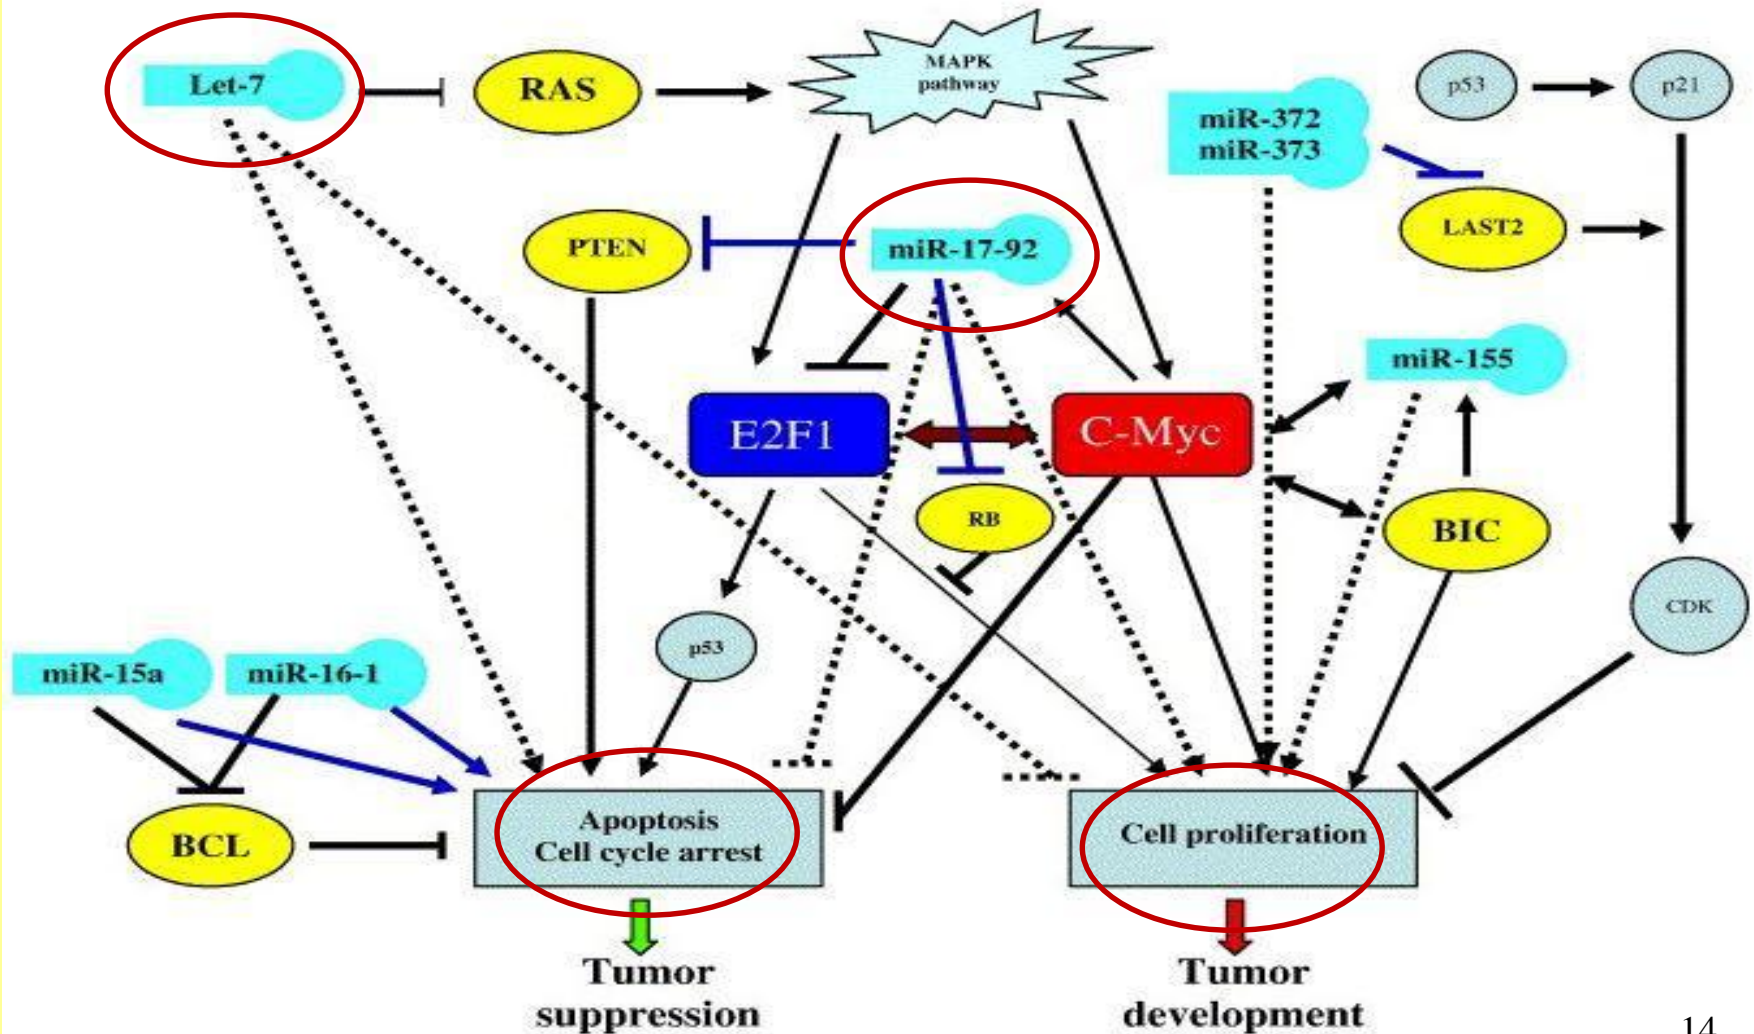 MAPK
pathway
Let-7
RAS
p53
p21
miR-372
miR-373
PTEN
miR-17-92
LAST2
miR-155
E2F1
C-Myc
RB
BIC
CDK
p53
miR-15a
miR-16-1
Apoptosis
Cell cycle arrest
Cell proliferation
BCL
Tumor
suppression
Tumor
development
14